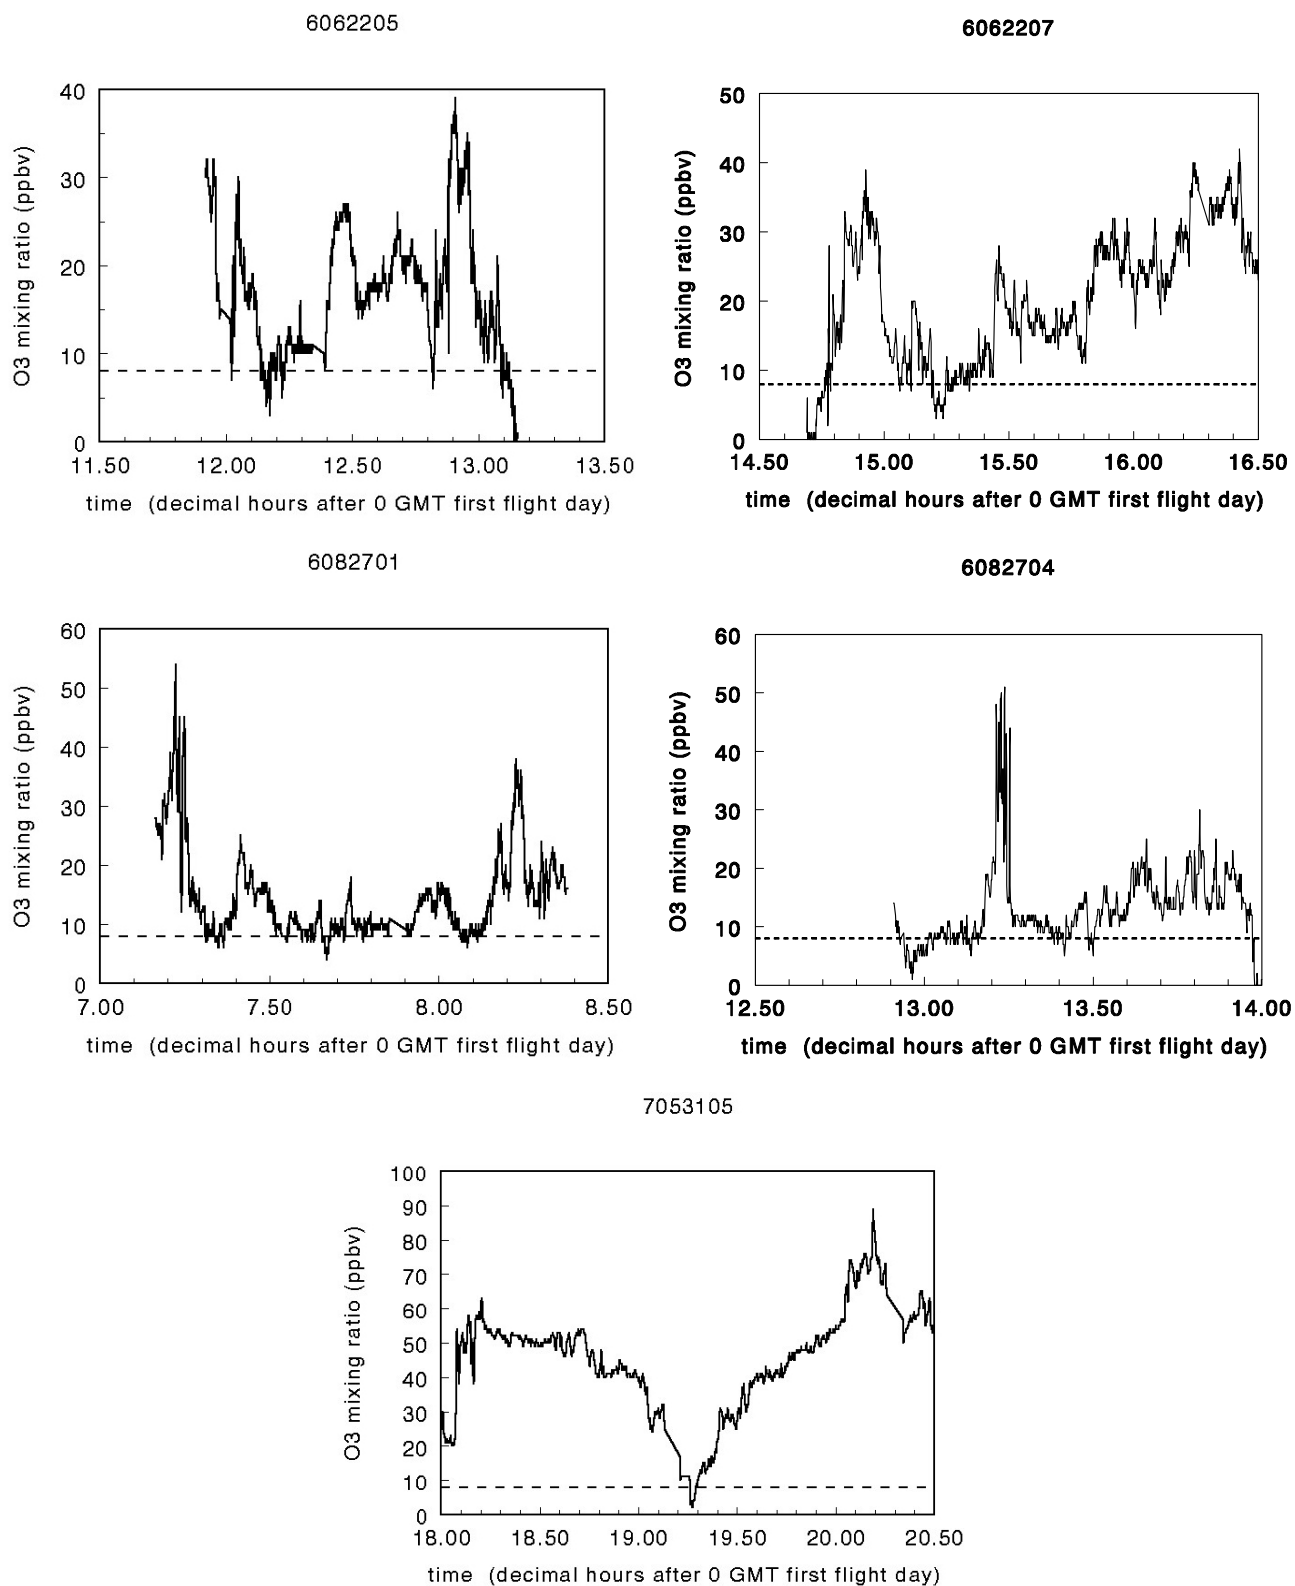 6062205
O3 mixing ratio (ppbv)
40
30
20
10
0
11.50 12.00 12.50 13.00 13.50
time (decimal hours after 0 GMT first flight day)
6062207
O3 mixing ratio (ppbv)
50
40
30
20
10
0
14.50 15.00 15.50 16.00 16.50
time (decimal hours after 0 GMT first flight day)
6082701
O3 mixing ratio (ppbv)
60
50
40
30
20
10
0
7.00 7.50 8.00 8.50
time (decimal hours after 0 GMT first flight day)
6082704
O3 mixing ratio (ppbv)
60
50
40
30
20
10
0
12.50 13.00 13.50 14.00
time (decimal hours after 0 GMT first flight day)
7053105
O3 mixing ratio (ppbv)
100
90
80
70
60
50
40
30
20
10
0
18.00 18.50 19.00 19.50 20.00 20.50
time (decimal hours after 0 GMT first flight day)